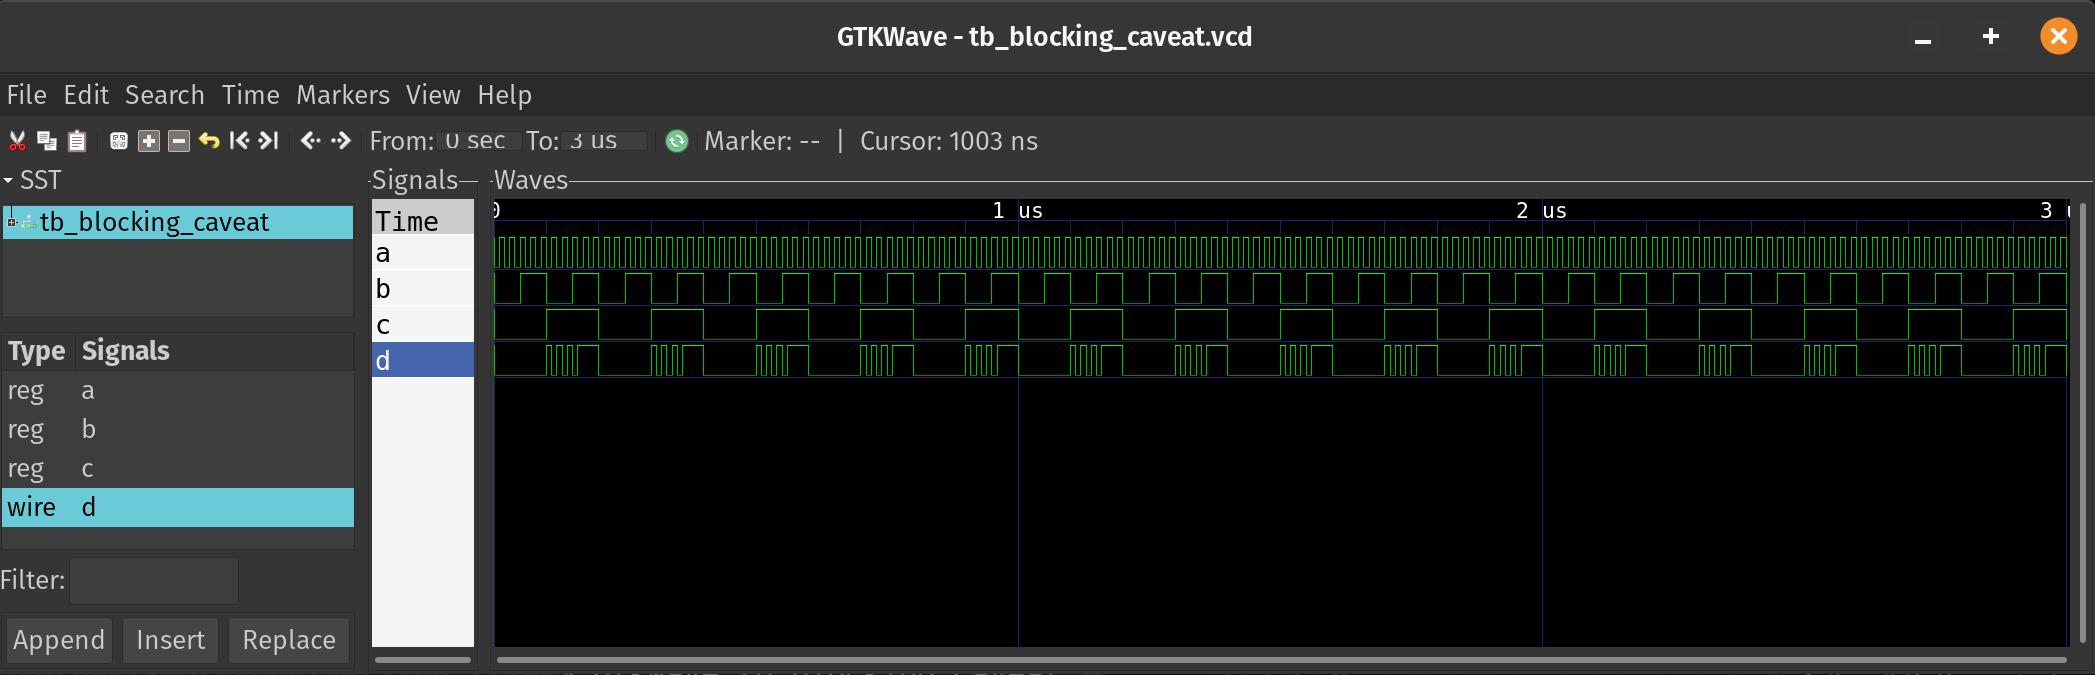 GTKWave - tb_blocking_caveat.vcd
File Edit Search Time Markers View Help
From: 0 sec To: 3 us Marker: -- | Cursor: 1003 ns
SST
tb_blocking_caveat
Type Signals
reg a
reg b
reg c
wire d
Filter:
Append Insert Replace
Signals
Time
a
b
c
d
Waves
0 1 us 2 us 3